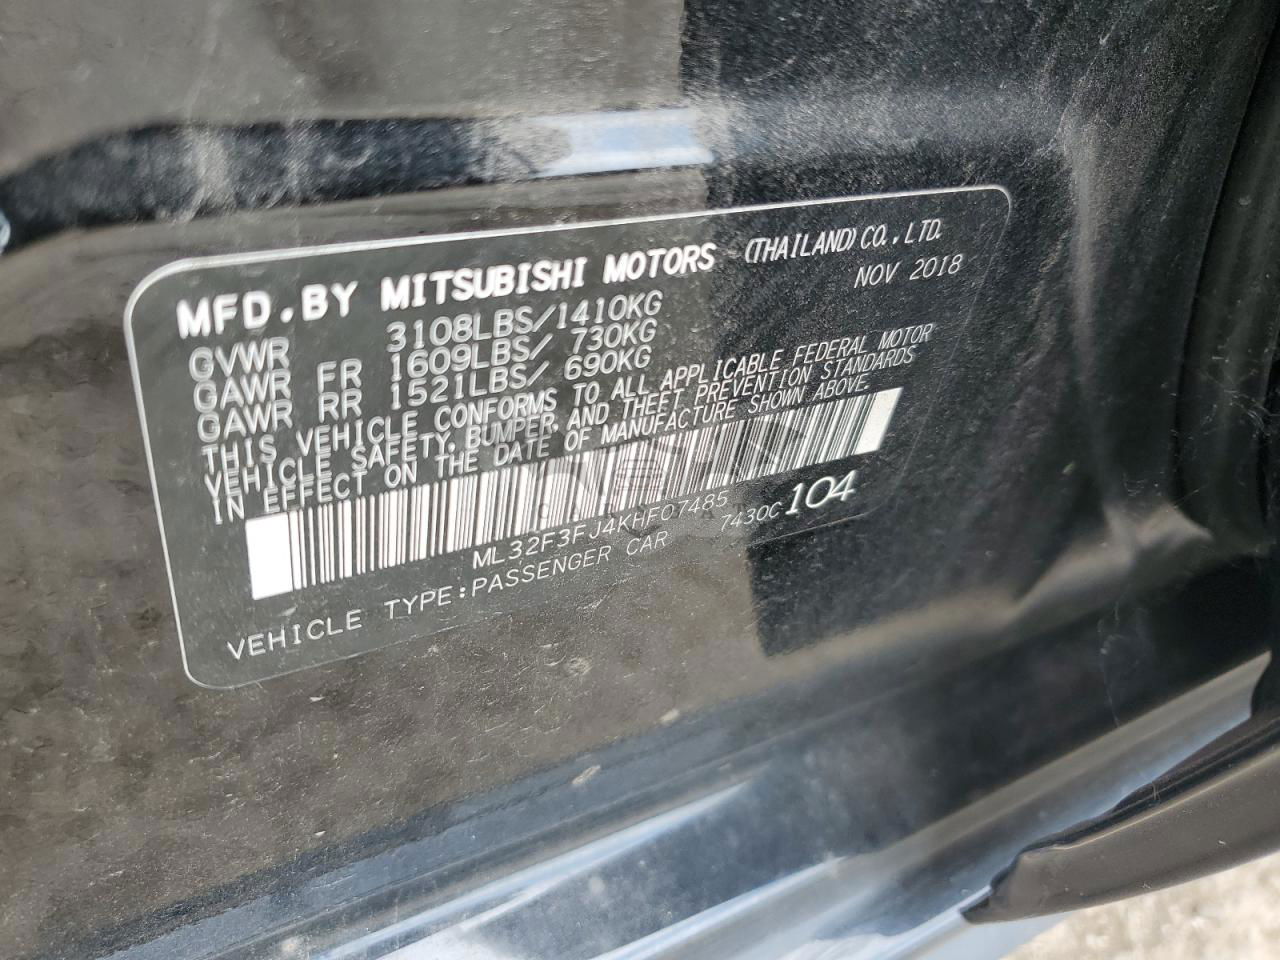 MFD. BY MITSUBISHI MOTORS (THAILAND) CO., LTD.
NOV 2018
GVWR 3108LBS/1410KG
GAWR FR 1609LBS/ 730KG
GAWR RR 1521LBS/ 690KG
THIS VEHICLE CONFORMS TO ALL APPLICABLE FEDERAL MOTOR
VEHICLE SAFETY, BUMPER, AND THEFT PREVENTION STANDARDS
IN EFFECT ON THE DATE OF MANUFACTURE SHOWN ABOVE.
ML32F3FJ4KHF07485
7430C 104
VEHICLE TYPE:PASSENGER CAR